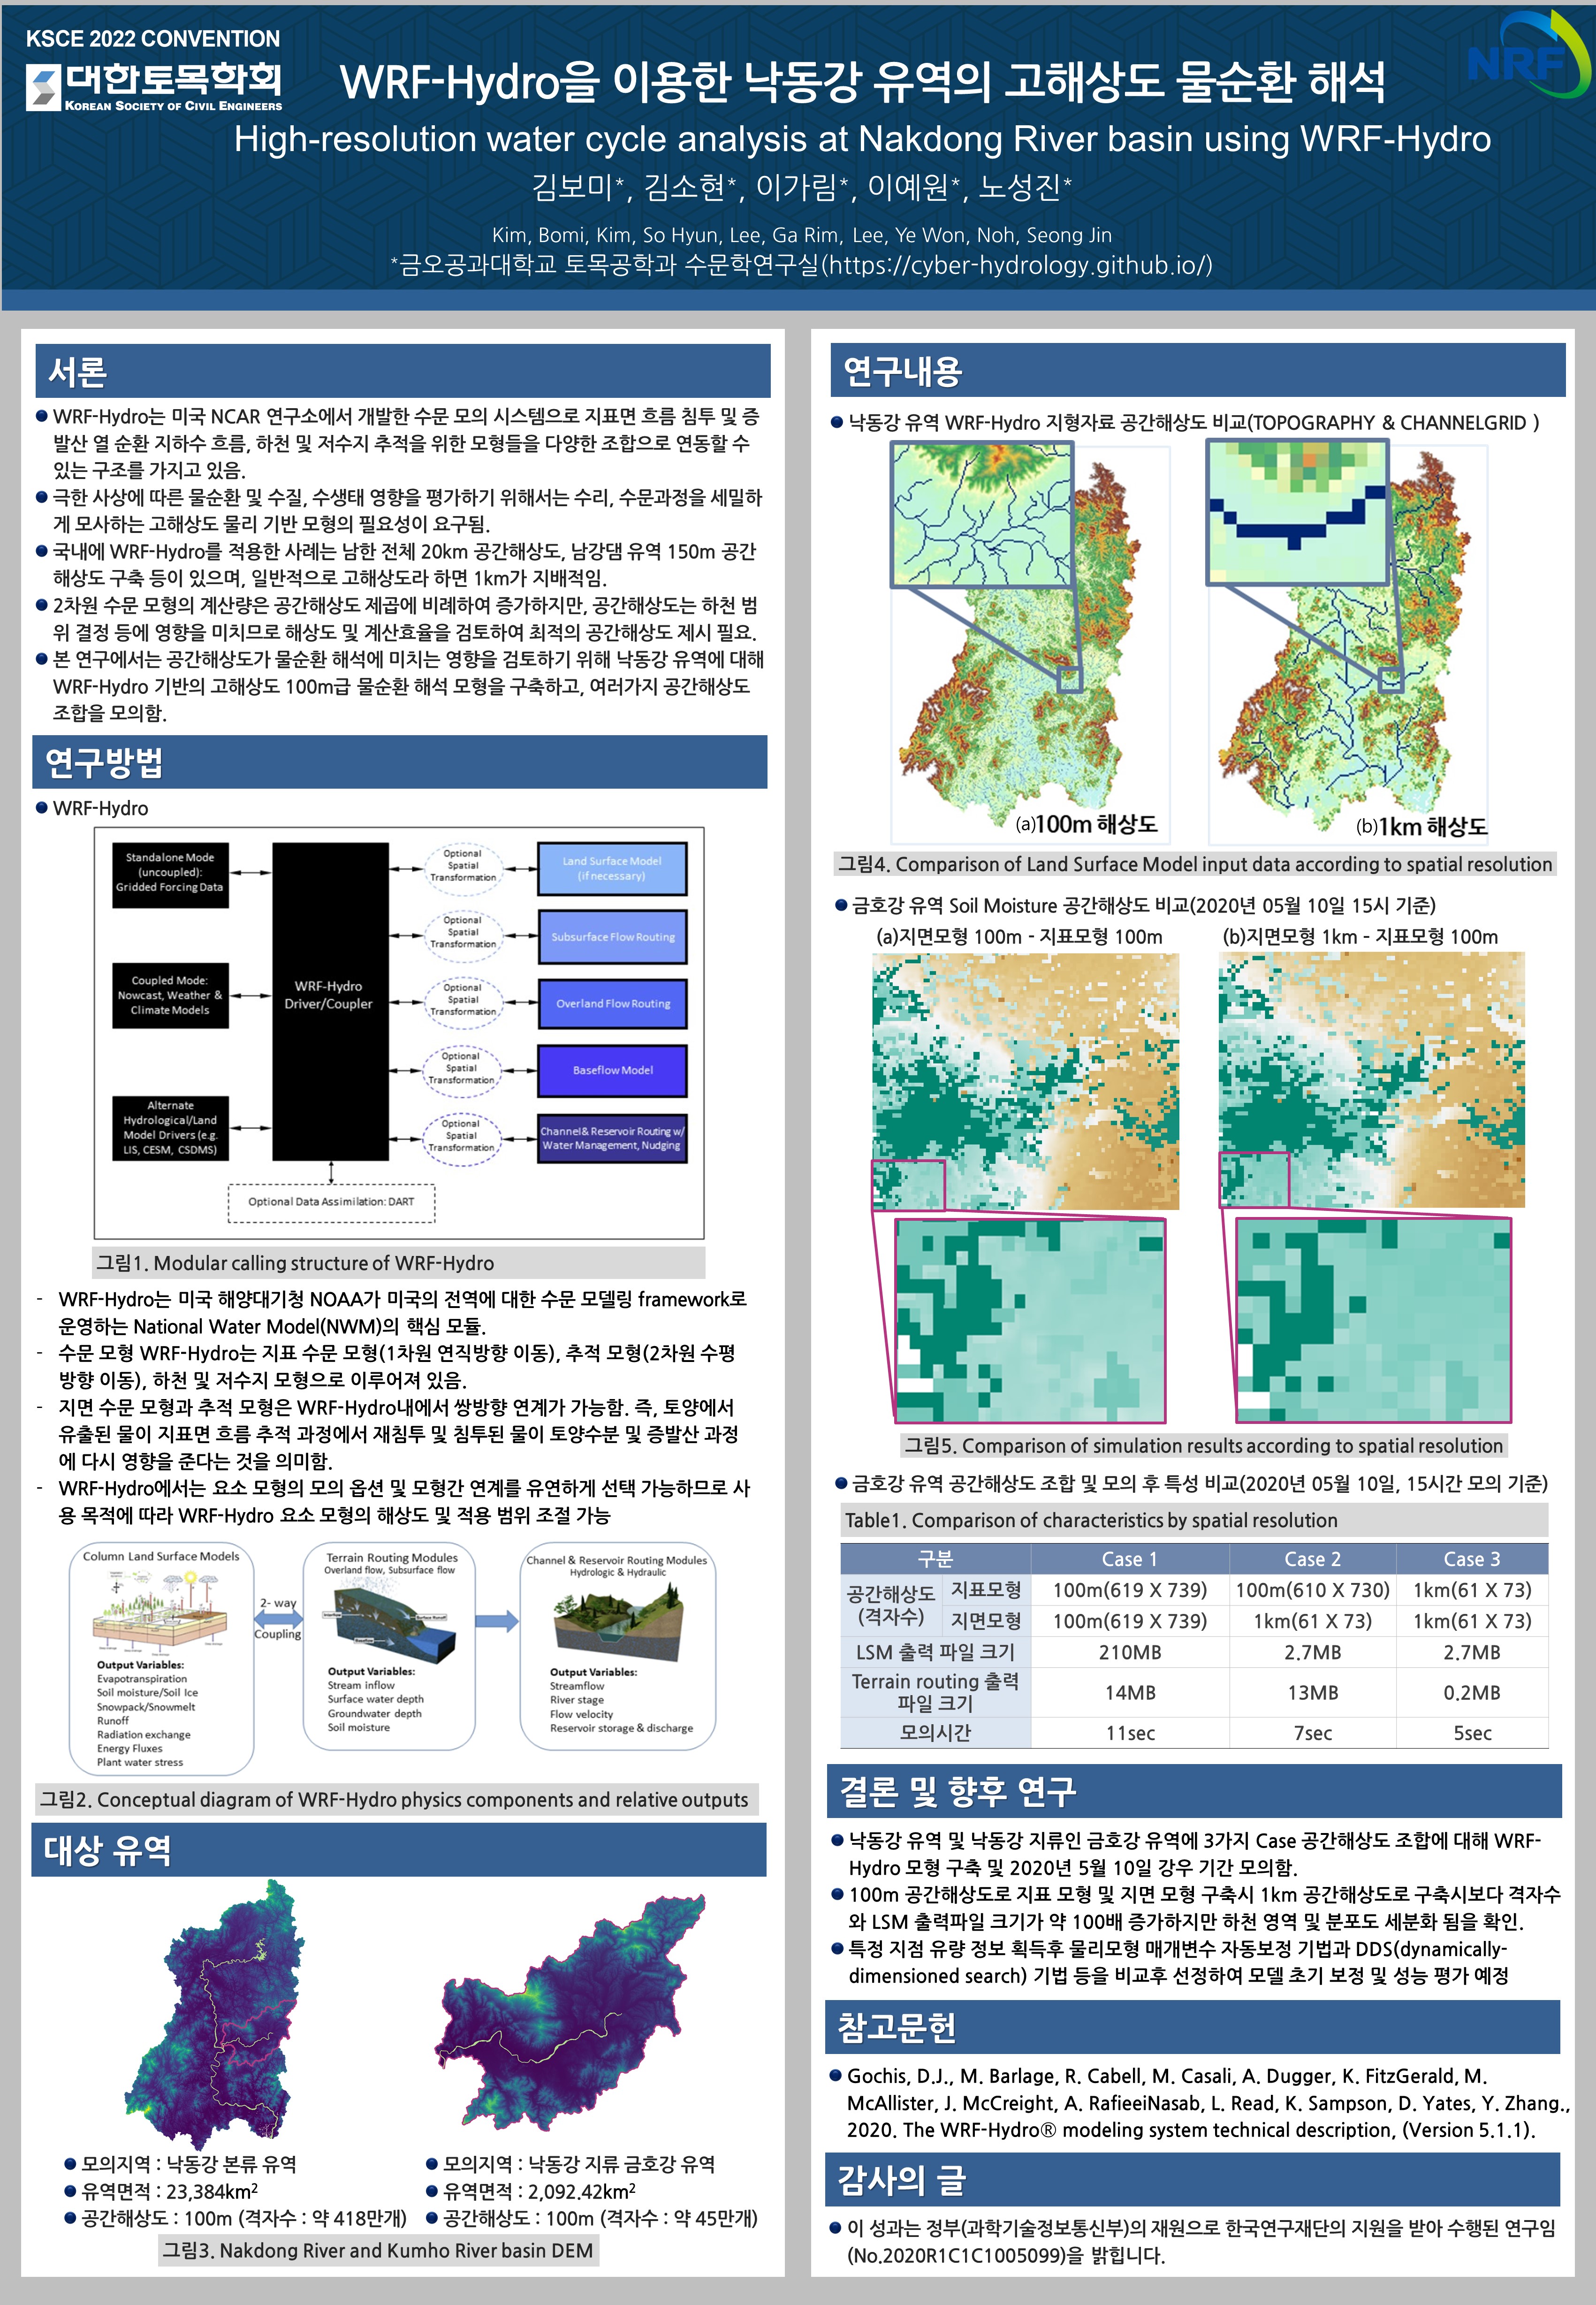 KSCE 2022 CONVENTION
대한토목학회
KOREAN SOCIETY OF CIVIL ENGINEERS
NRF
WRF-Hydro을 이용한 낙동강 유역의 고해상도 물순환 해석
High-resolution water cycle analysis at Nakdong River basin using WRF-Hydro
김보미*, 김소현*, 이가림*, 이예원*, 노성진*
Kim, Bomi, Kim, So Hyun, Lee, Ga Rim, Lee, Ye Won, Noh, Seong Jin
*금오공과대학교 토목공학과 수문학연구실(https://cyber-hydrology.github.io/)
서론
WRF-Hydro는 미국 NCAR 연구소에서 개발한 수문 모의 시스템으로 지표면 흐름 침투 및 증
발산 열 순환 지하수 흐름, 하천 및 저수지 추적을 위한 모형들을 다양한 조합으로 연동할 수
있는 구조를 가지고 있음.
극한 사상에 따른 물순환 및 수질, 수생태 영향을 평가하기 위해서는 수리, 수문과정을 세밀하
게 모사하는 고해상도 물리 기반 모형의 필요성이 요구됨.
국내에 WRF-Hydro를 적용한 사례는 남한 전체 20km 공간해상도, 남강댐 유역 150m 공간
해상도 구축 등이 있으며, 일반적으로 고해상도라 하면 1km가 지배적임.
2차원 수문 모형의 계산량은 공간해상도 제곱에 비례하여 증가하지만, 공간해상도는 하천 범
위 결정 등에 영향을 미치므로 해상도 및 계산효율을 검토하여 최적의 공간해상도 제시 필요.
본 연구에서는 공간해상도가 물순환 해석에 미치는 영향을 검토하기 위해 낙동강 유역에 대해
WRF-Hydro 기반의 고해상도 100m급 물순환 해석 모형을 구축하고, 여러가지 공간해상도
조합을 모의함.
연구방법
WRF-Hydro
Standalone Mode
(uncoupled):
Gridded Forcing Data
Coupled Mode:
Nowcast, Weather &
Climate Models
Alternate
Hydrological/Land
Model Drivers (e.g.
LIS, CESM, CSDMS)
WRF-Hydro
Driver/Coupler
Optional
Spatial
Transformation
Land Surface Model
(if necessary)
Optional
Spatial
Transformation
Subsurface Flow Routing
Optional
Spatial
Transformation
Overland Flow Routing
Optional
Spatial
Transformation
Baseflow Model
Optional
Spatial
Transformation
Channel & Reservoir Routing w/
Water Management, Nudging
Optional Data Assimilation: DART
그림1. Modular calling structure of WRF-Hydro
- WRF-Hydro는 미국 해양대기청 NOAA가 미국의 전역에 대한 수문 모델링 framework로
운영하는 National Water Model(NWM)의 핵심 모듈.
- 수문 모형 WRF-Hydro는 지표 수문 모형(1차원 연직방향 이동), 추적 모형(2차원 수평
방향 이동), 하천 및 저수지 모형으로 이루어져 있음.
- 지면 수문 모형과 추적 모형은 WRF-Hydro내에서 쌍방향 연계가 가능함. 즉, 토양에서
유출된 물이 지표면 흐름 추적 과정에서 재침투 및 침투된 물이 토양수분 및 증발산 과정
에 다시 영향을 준다는 것을 의미함.
- WRF-Hydro에서는 요소 모형의 모의 옵션 및 모형간 연계를 유연하게 선택 가능하므로 사
용 목적에 따라 WRF-Hydro 요소 모형의 해상도 및 적용 범위 조절 가능
Column Land Surface Models
Output Variables:
Evapotranspiration
Soil moisture/Soil Ice
Snowpack/Snowmelt
Runoff
Radiation exchange
Energy Fluxes
Plant water stress
2- way
Coupling
Terrain Routing Modules
Overland flow, Subsurface flow
Output Variables:
Stream inflow
Surface water depth
Groundwater depth
Soil moisture
Channel & Reservoir Routing Modules
Hydrologic & Hydraulic
Output Variables:
Streamflow
River stage
Flow velocity
Reservoir storage & discharge
그림2. Conceptual diagram of WRF-Hydro physics components and relative outputs
대상 유역
모의지역 : 낙동강 본류 유역
유역면적 : 23,384km²
공간해상도 : 100m (격자수 : 약 418만개)
모의지역 : 낙동강 지류 금호강 유역
유역면적 : 2,092.42km²
공간해상도 : 100m (격자수 : 약 45만개)
그림3. Nakdong River and Kumho River basin DEM
연구내용
낙동강 유역 WRF-Hydro 지형자료 공간해상도 비교(TOPOGRAPHY & CHANNELGRID )
(a)100m 해상도
(b)1km 해상도
그림4. Comparison of Land Surface Model input data according to spatial resolution
금호강 유역 Soil Moisture 공간해상도 비교(2020년 05월 10일 15시 기준)
(a)지면모형 100m - 지표모형 100m
(b)지면모형 1km - 지표모형 100m
그림5. Comparison of simulation results according to spatial resolution
금호강 유역 공간해상도 조합 및 모의 후 특성 비교(2020년 05월 10일, 15시간 모의 기준)
Table1. Comparison of characteristics by spatial resolution
구분 Case 1 Case 2 Case 3
공간해상도 (격자수) 지표모형 100m(619 X 739) 100m(610 X 730) 1km(61 X 73)
지면모형 100m(619 X 739) 1km(61 X 73) 1km(61 X 73)
LSM 출력 파일 크기 210MB 2.7MB 2.7MB
Terrain routing 출력 파일 크기 14MB 13MB 0.2MB
모의시간 11sec 7sec 5sec
결론 및 향후 연구
낙동강 유역 및 낙동강 지류인 금호강 유역에 3가지 Case 공간해상도 조합에 대해 WRF-
Hydro 모형 구축 및 2020년 5월 10일 강우 기간 모의함.
100m 공간해상도로 지표 모형 및 지면 모형 구축시 1km 공간해상도로 구축시보다 격자수
와 LSM 출력파일 크기가 약 100배 증가하지만 하천 영역 및 분포도 세분화 됨을 확인.
특정 지점 유량 정보 획득후 물리모형 매개변수 자동보정 기법과 DDS(dynamically-
dimensioned search) 기법 등을 비교후 선정하여 모델 초기 보정 및 성능 평가 예정
참고문헌
Gochis, D.J., M. Barlage, R. Cabell, M. Casali, A. Dugger, K. FitzGerald, M.
McAllister, J. McCreight, A. RafieeiNasab, L. Read, K. Sampson, D. Yates, Y. Zhang.,
2020. The WRF-Hydro® modeling system technical description, (Version 5.1.1).
감사의 글
이 성과는 정부(과학기술정보통신부)의 재원으로 한국연구재단의 지원을 받아 수행된 연구임
(No.2020R1C1C1005099)을 밝힙니다.